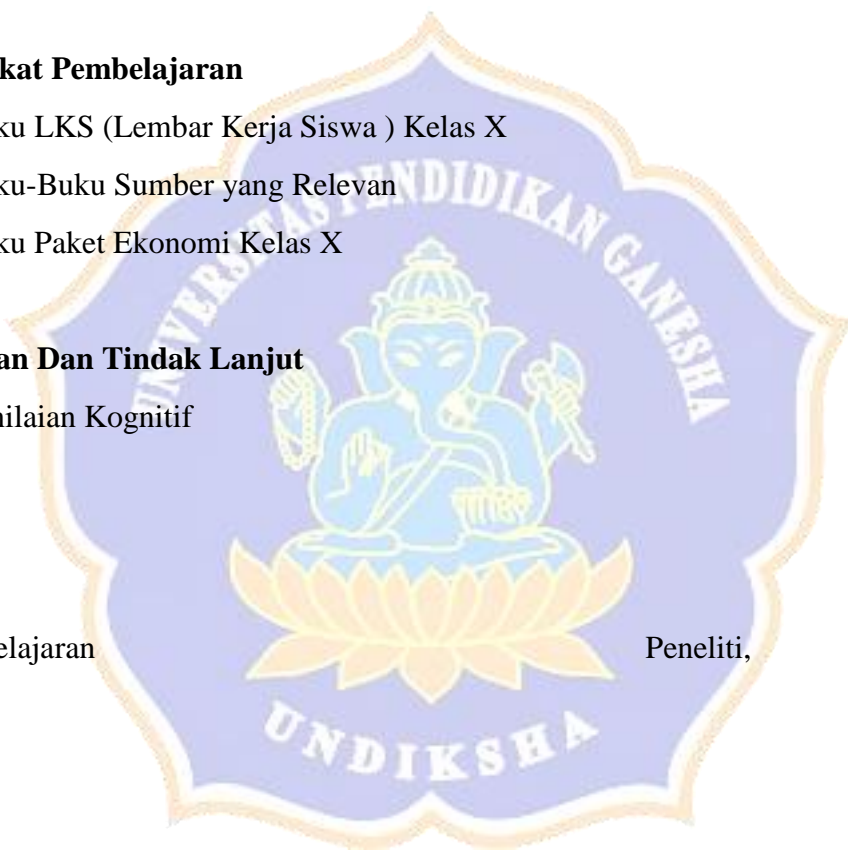 kat Pembelajaran
ku LKS (Lembar Kerja Siswa ) Kelas X
ku-Buku Sumber yang Relevan
ku Paket Ekonomi Kelas X
an Dan Tindak Lanjut
nilaian Kognitif
elajaran Peneliti,
UNIVERSITAS PENDIDIKAN GANESHA
UNDIKSHA